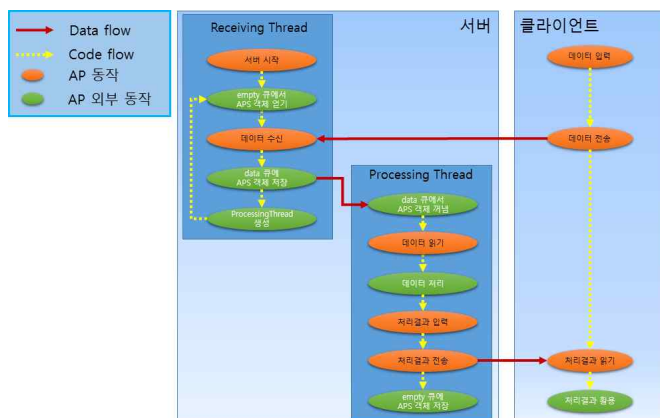 Data flow
Code flow
AP 동작
AP 외부 동작
Receiving Thread
서버 시작
empty 큐에서
APS 객체 얻기
데이터 수신
data 큐에
APS 객체 저장
ProcessingThread
생성
서버
Processing Thread
data 큐에서
APS 객체 꺼냄
데이터 읽기
데이터 처리
처리결과 입력
처리결과 전송
empty 큐에
APS 객체 저장
클라이언트
데이터 입력
데이터 전송
처리결과 읽기
처리결과 활용